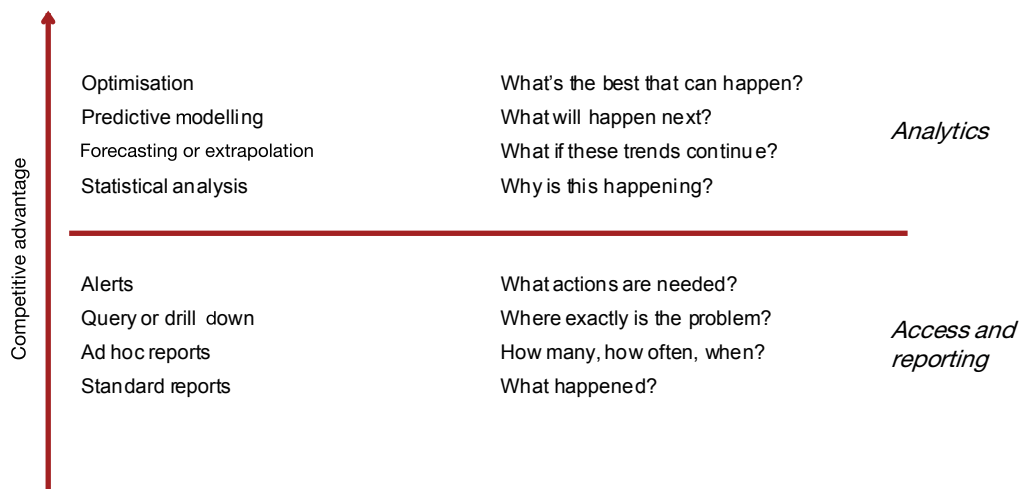 Optimisation What's the best that can happen?
Predictive modelling What will happen next?
Forecasting or extrapolation What if these trends continue?
Statistical analysis Why is this happening?
Analytics
Alerts What actions are needed?
Query or drill down Where exactly is the problem?
Ad hoc reports How many, how often, when?
Standard reports What happened?
Access and
reporting
Competitive advantage